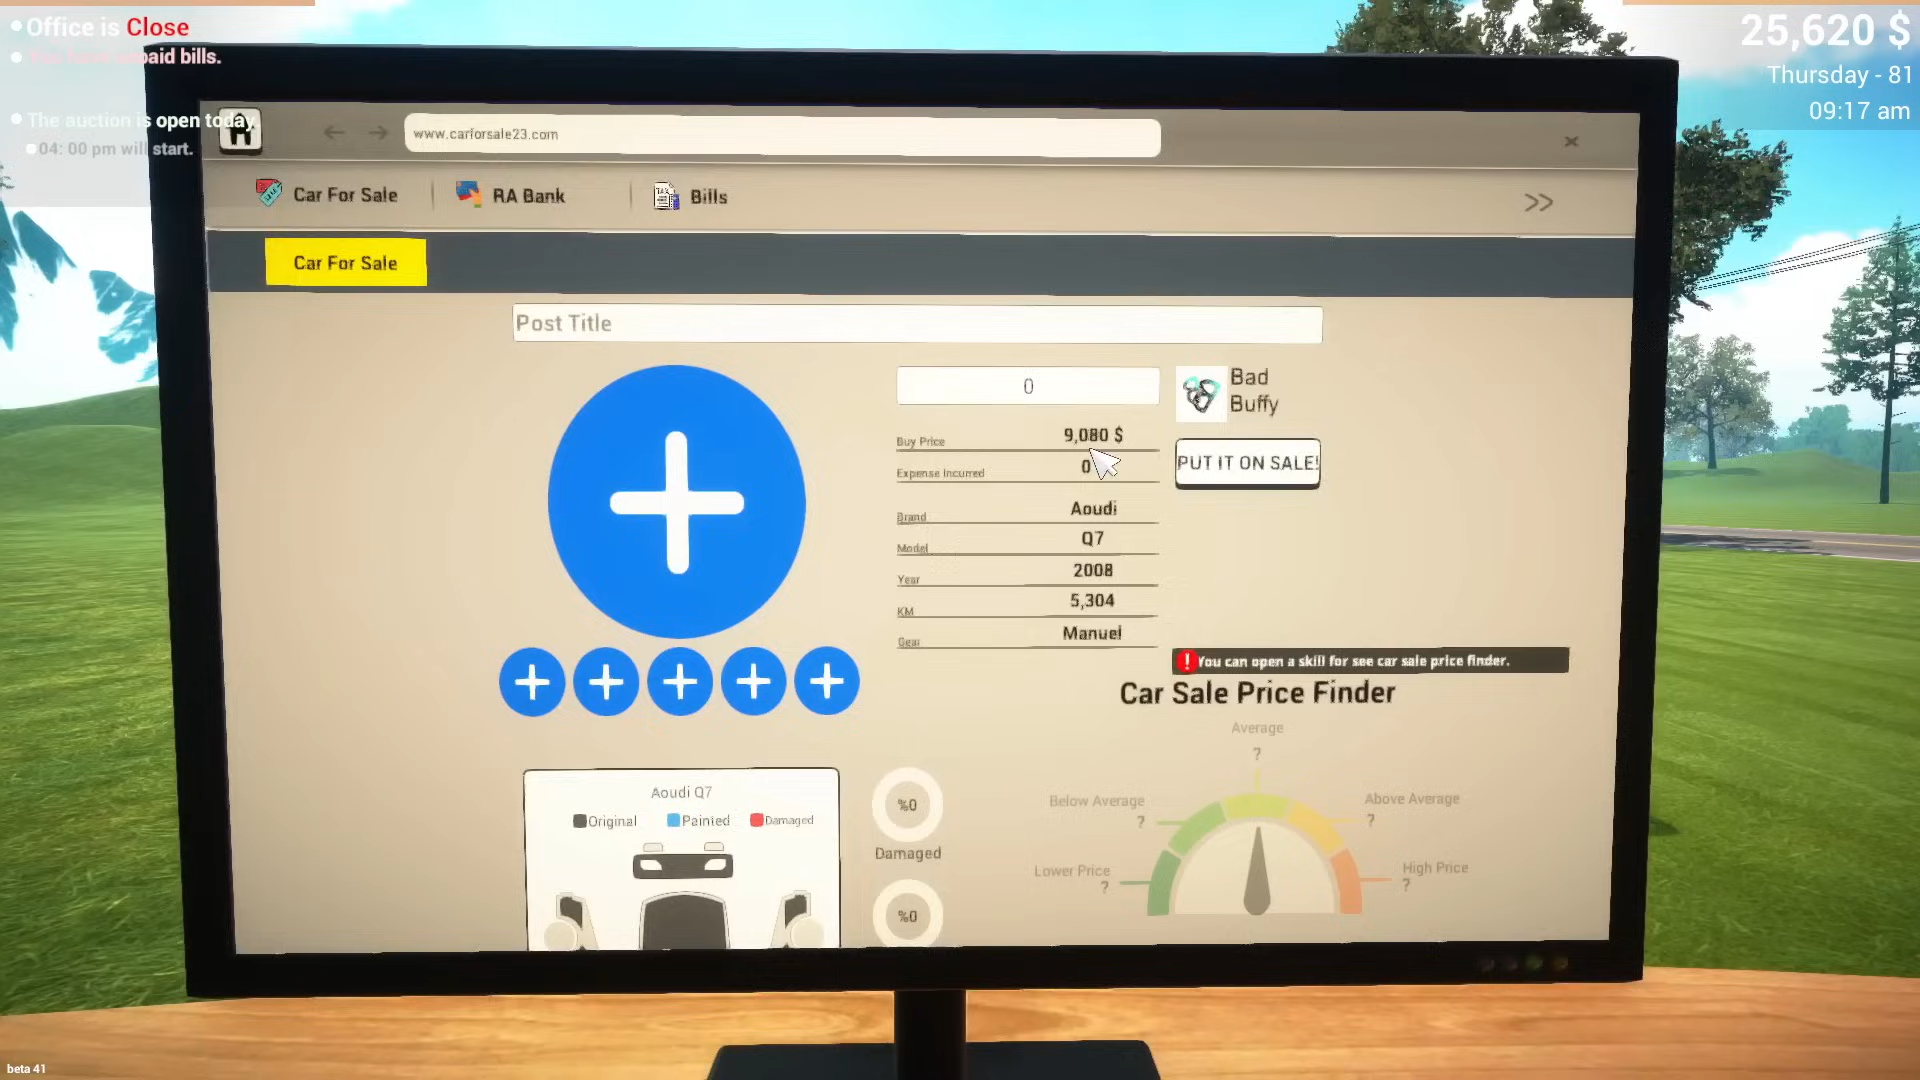 Office is Close
paid bills.
The auction is open today
04: 00 pm will start.
25,620 $
Thursday - 81
09:17 am
www.carforsale23.com
Car For Sale
RA Bank
Bills
>>
Car For Sale
Post Title
0
Bad
Buffy
Buy Price 9,080 $
Expense Incurred 0
PUT IT ON SALE!
Brand Aoudi
Model Q7
Year 2008
KM 5,304
Gear Manuel
You can open a skill for see car sale price finder.
Car Sale Price Finder
Average
?
Below Average
?
Above Average
?
Lower Price
?
High Price
?
Aoudi Q7
Original Painted Damaged
%0
Damaged
%0
beta 41